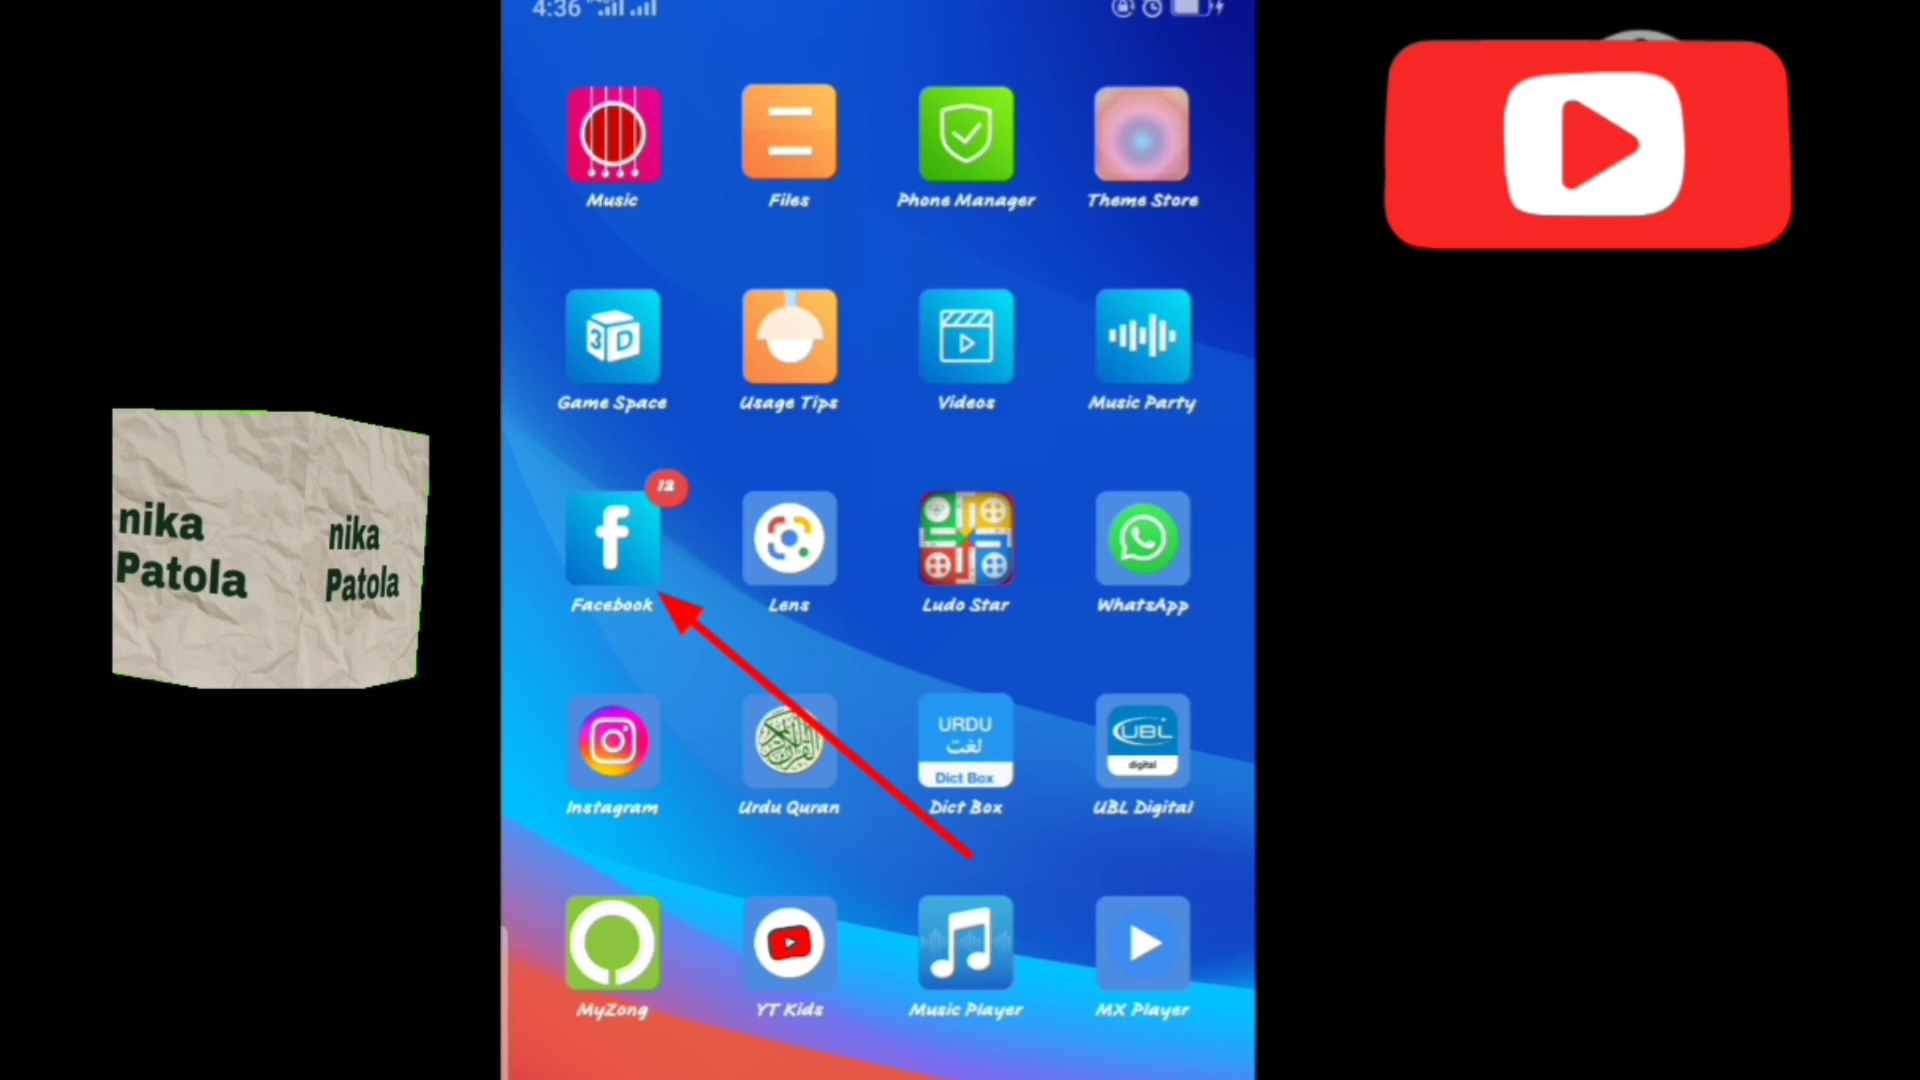 4:36
Music
Files
Phone Manager
Theme Store
3D
Game Space
Usage Tips
Videos
Music Party
12
Facebook
Lens
Ludo Star
WhatsApp
nika
Patola
nika
Patola
URDU
لغت
Dict Box
UBL
digital
Instagram
Urdu Quran
Dict Box
UBL Digital
MyZong
YT Kids
Music Player
MX Player